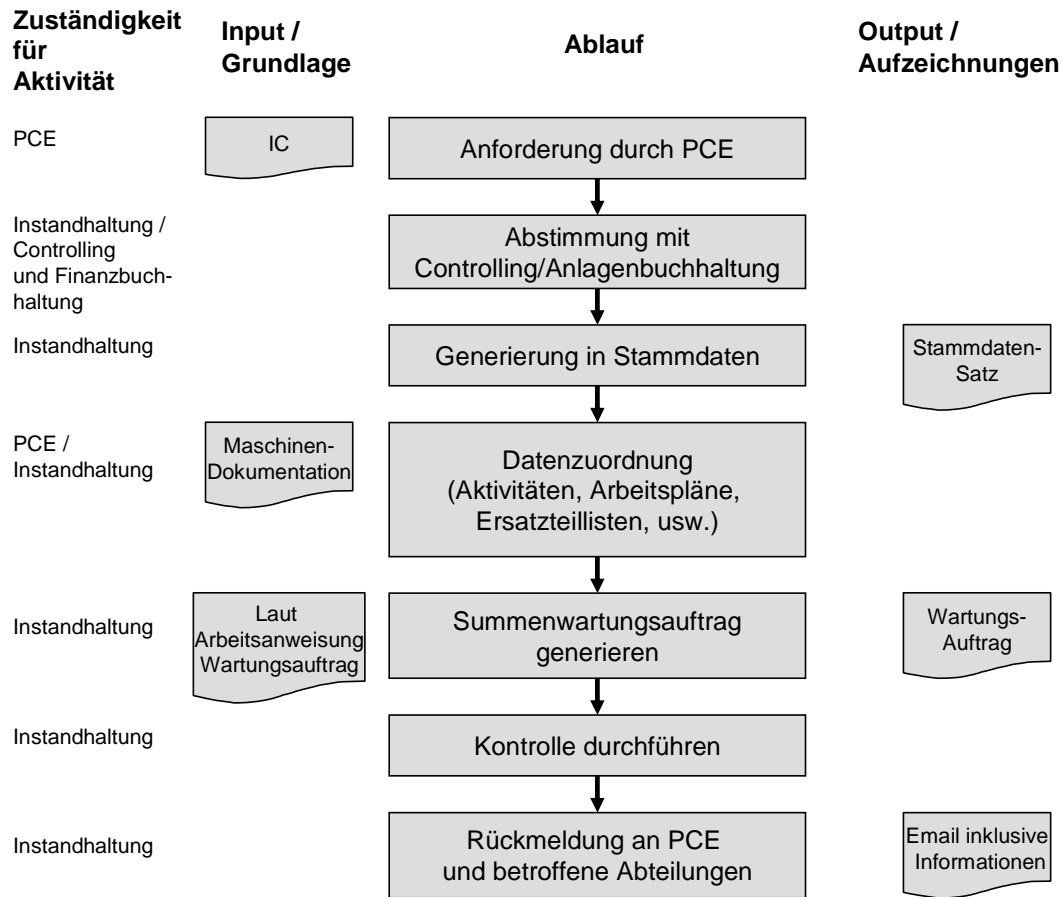 Zuständigkeit
für
Aktivität
Input /
Grundlage
Ablauf
Output /
Aufzeichnungen
PCE
IC
Anforderung durch PCE
Instandhaltung /
Controlling
und Finanzbuch-
haltung
Abstimmung mit
Controlling/Anlagenbuchhaltung
Instandhaltung
Generierung in Stammdaten
Stammdaten-
Satz
PCE /
Instandhaltung
Maschinen-
Dokumentation
Datenzuordnung
(Aktivitäten, Arbeitspläne,
Ersatzteillisten, usw.)
Instandhaltung
Laut
Arbeitsanweisung
Wartungsauftrag
Summenwartungsauftrag
generieren
Wartungs-
Auftrag
Instandhaltung
Kontrolle durchführen
Instandhaltung
Rückmeldung an PCE
und betroffene Abteilungen
Email inklusive
Informationen